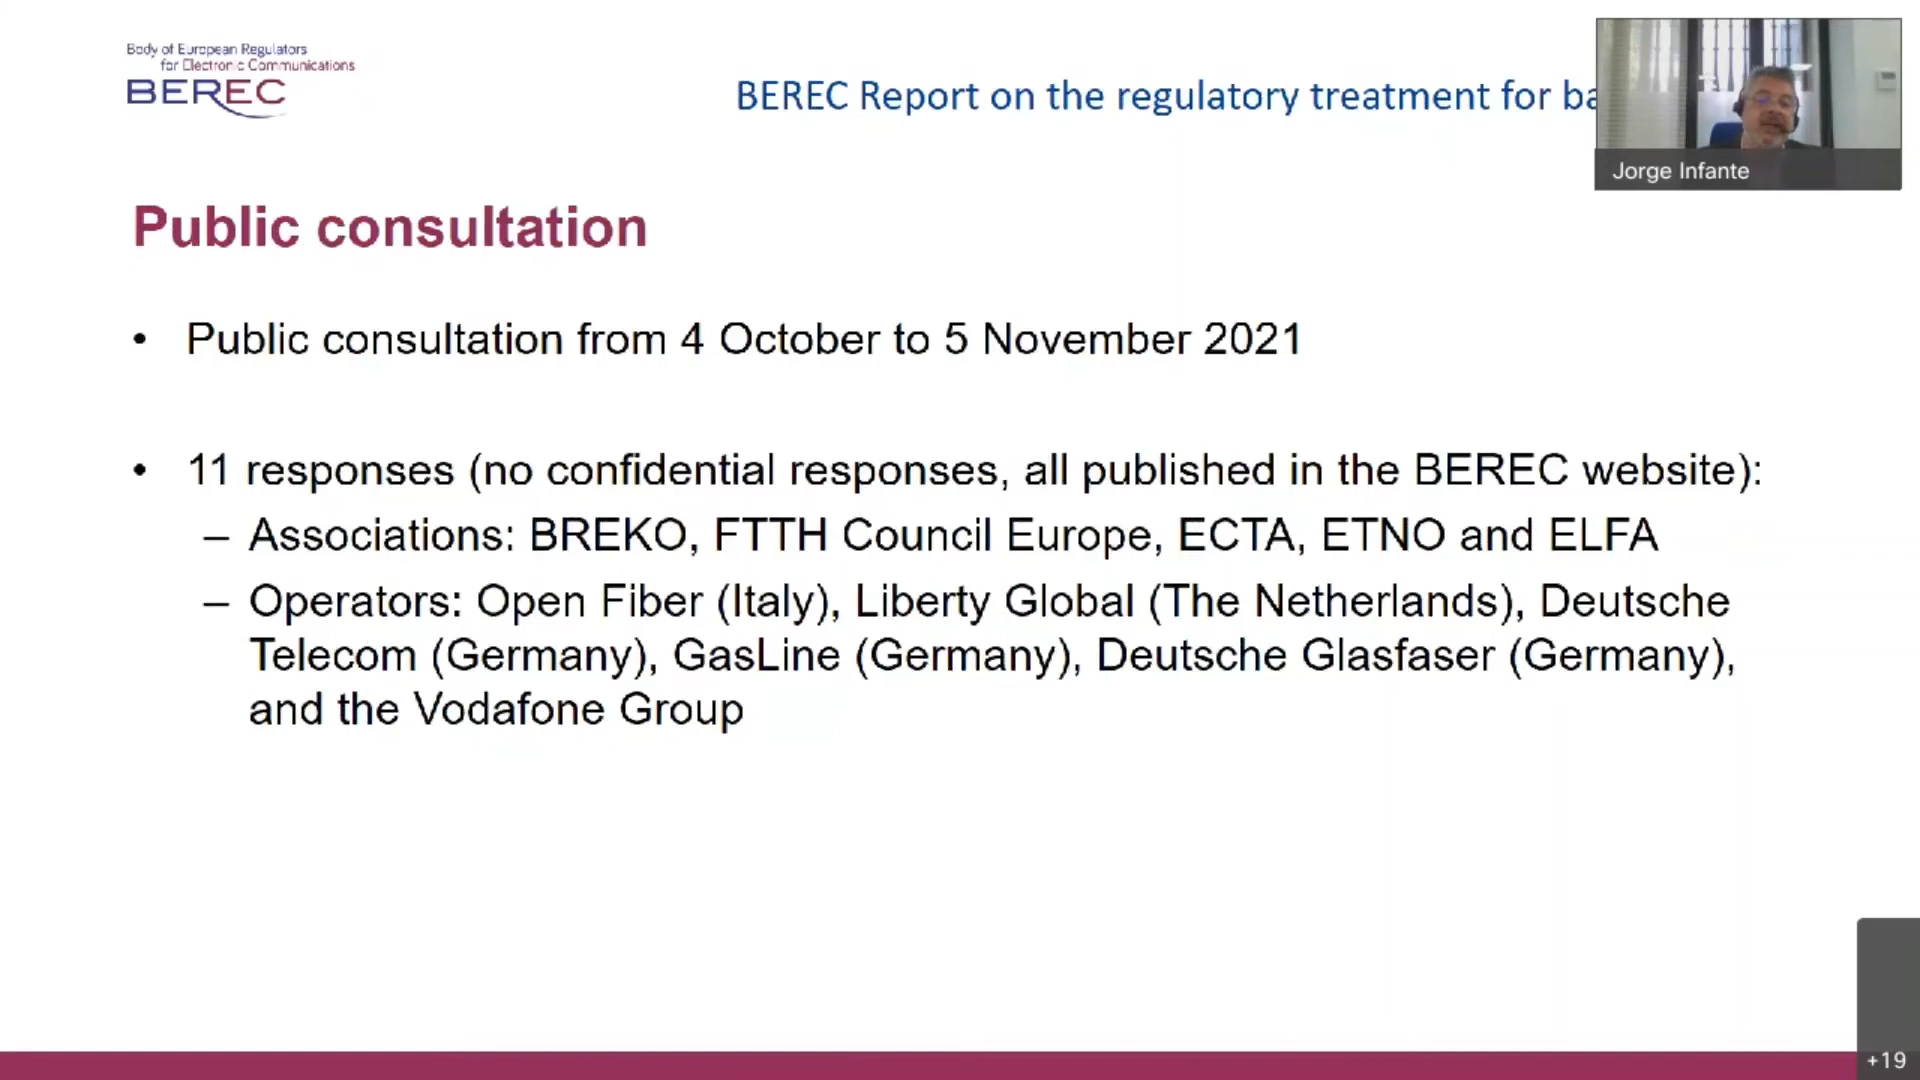 Body of European Regulators
for Electronic Communications
BEREC
BEREC Report on the regulatory treatment for
Jorge Infante
Public consultation
• Public consultation from 4 October to 5 November 2021
• 11 responses (no confidential responses, all published in the BEREC website):
– Associations: BREKO, FTTH Council Europe, ECTA, ETNO and ELFA
– Operators: Open Fiber (Italy), Liberty Global (The Netherlands), Deutsche
Telecom (Germany), GasLine (Germany), Deutsche Glasfaser (Germany),
and the Vodafone Group
+19